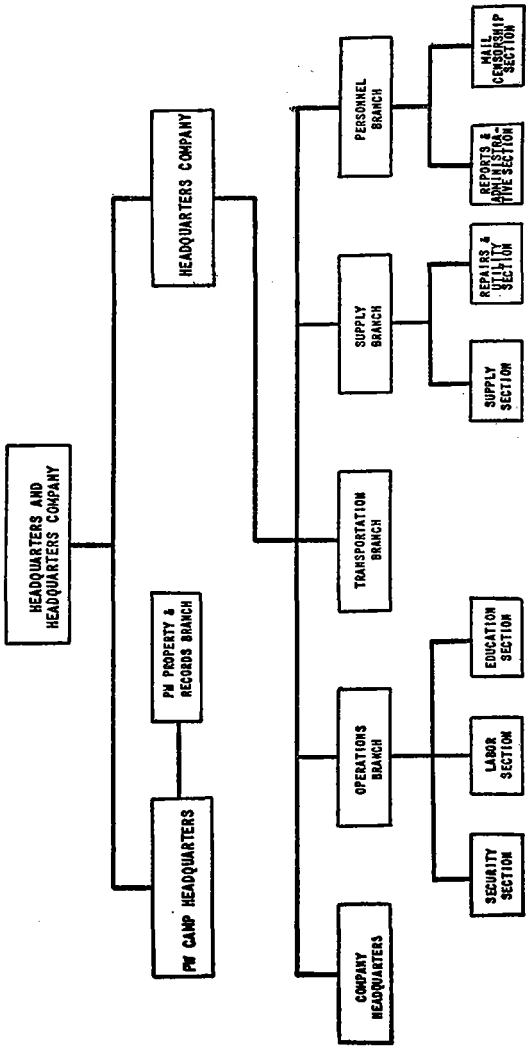 HEADQUARTERS AND
HEADQUARTERS COMPANY
PW CAMP HEADQUARTERS
PW PROPERTY &
RECORDS BRANCH
HEADQUARTERS COMPANY
COMPANY
HEADQUARTERS
OPERATIONS
BRANCH
TRANSPORTATION
BRANCH
SUPPLY
BRANCH
PERSONNEL
BRANCH
SECURITY
SECTION
LABOR
SECTION
EDUCATION
SECTION
SUPPLY
SECTION
REPAIRS &
UTILITY
SECTION
REPORTS &
ADMINISTRA-
TIVE SECTION
MAIL
CENSORSHIP
SECTION